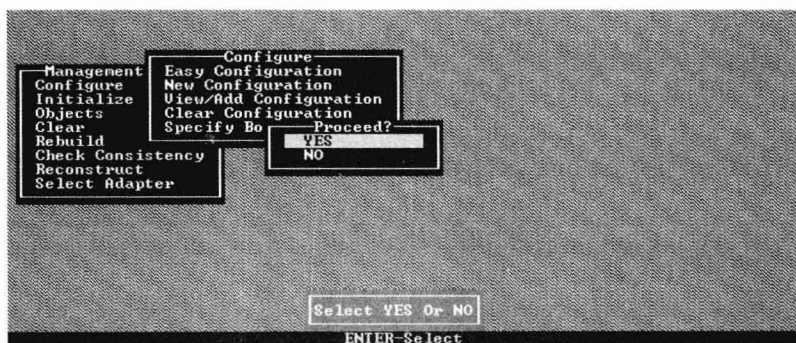 Configure
Easy Configuration
New Configuration
View/Add Configuration
Clear Configuration
Specify Bo
Management
Configure
Initialize
Objects
Clear
Rebuild
Check Consistency
Reconstruct
Select Adapter
Proceed?
YES
NO
Select YES Or NO
ENTER-Select